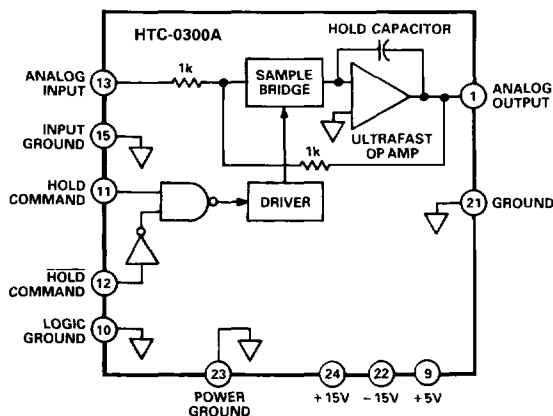 HTC-0300A
HOLD CAPACITOR
ANALOG
INPUT
13
1k
SAMPLE
BRIDGE
1
ANALOG
OUTPUT
INPUT
GROUND
15
ULTRAFAST
OP AMP
1k
HOLD
COMMAND
11
DRIVER
21
GROUND
HOLD
COMMAND
12
LOGIC
GROUND
10
23
POWER
GROUND
24
+15V
22
-15V
9
+5V